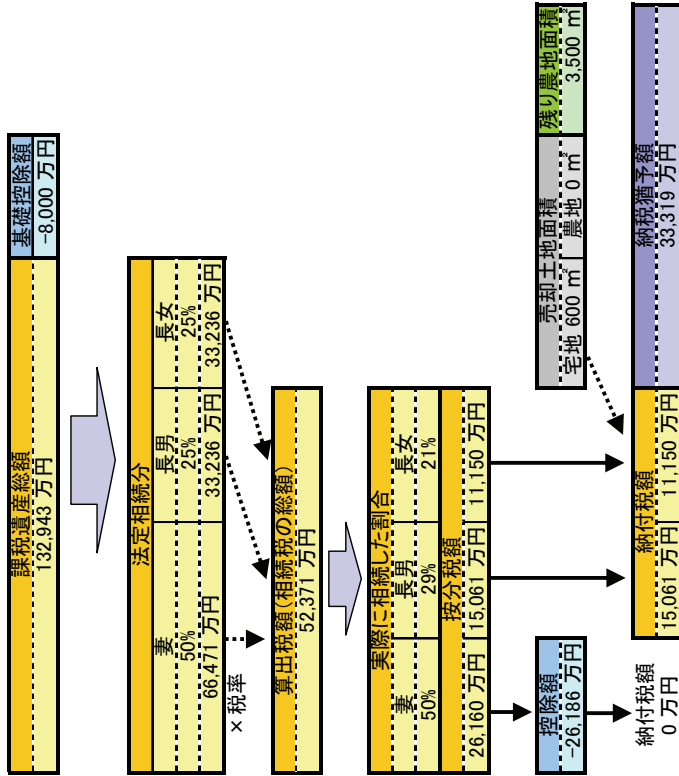 課税遺産総額 基礎控除額
132,943 万円 -8,000 万円
法定相続分
妻 長男 長女
50% 25% 25%
66,471 万円 33,236 万円 33,236 万円
×税率
算出税額(相続税の総額)
52,371 万円
実際に相続した割合
妻 長男 長女
50% 29% 21%
按分税額
26,160 万円 15,061 万円 11,150 万円
控除額
-26,186 万円
売却土地面積 残り農地面積
宅地 600 ㎡ 農地 0 ㎡ 3,500 ㎡
納付税額
0 万円
納付税額 納税猶予額
15,061 万円 11,150 万円 33,319 万円